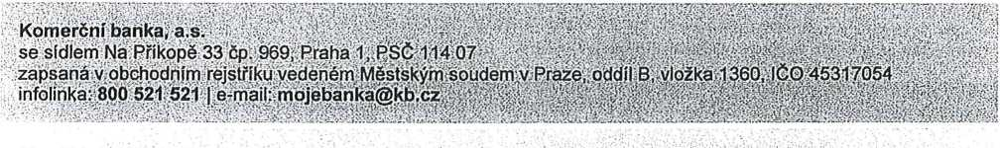 Komerční banka, a.s.
se sídlem Na Příkopě 33 čp. 969, Praha 1, PSČ 114 07
zapsaná v obchodním rejstříku vedeném Městským soudem v Praze, oddíl B, vložka 1360, IČO 45317054
infolinka: 800 521 521 | e-mail: mojebanka@kb.cz